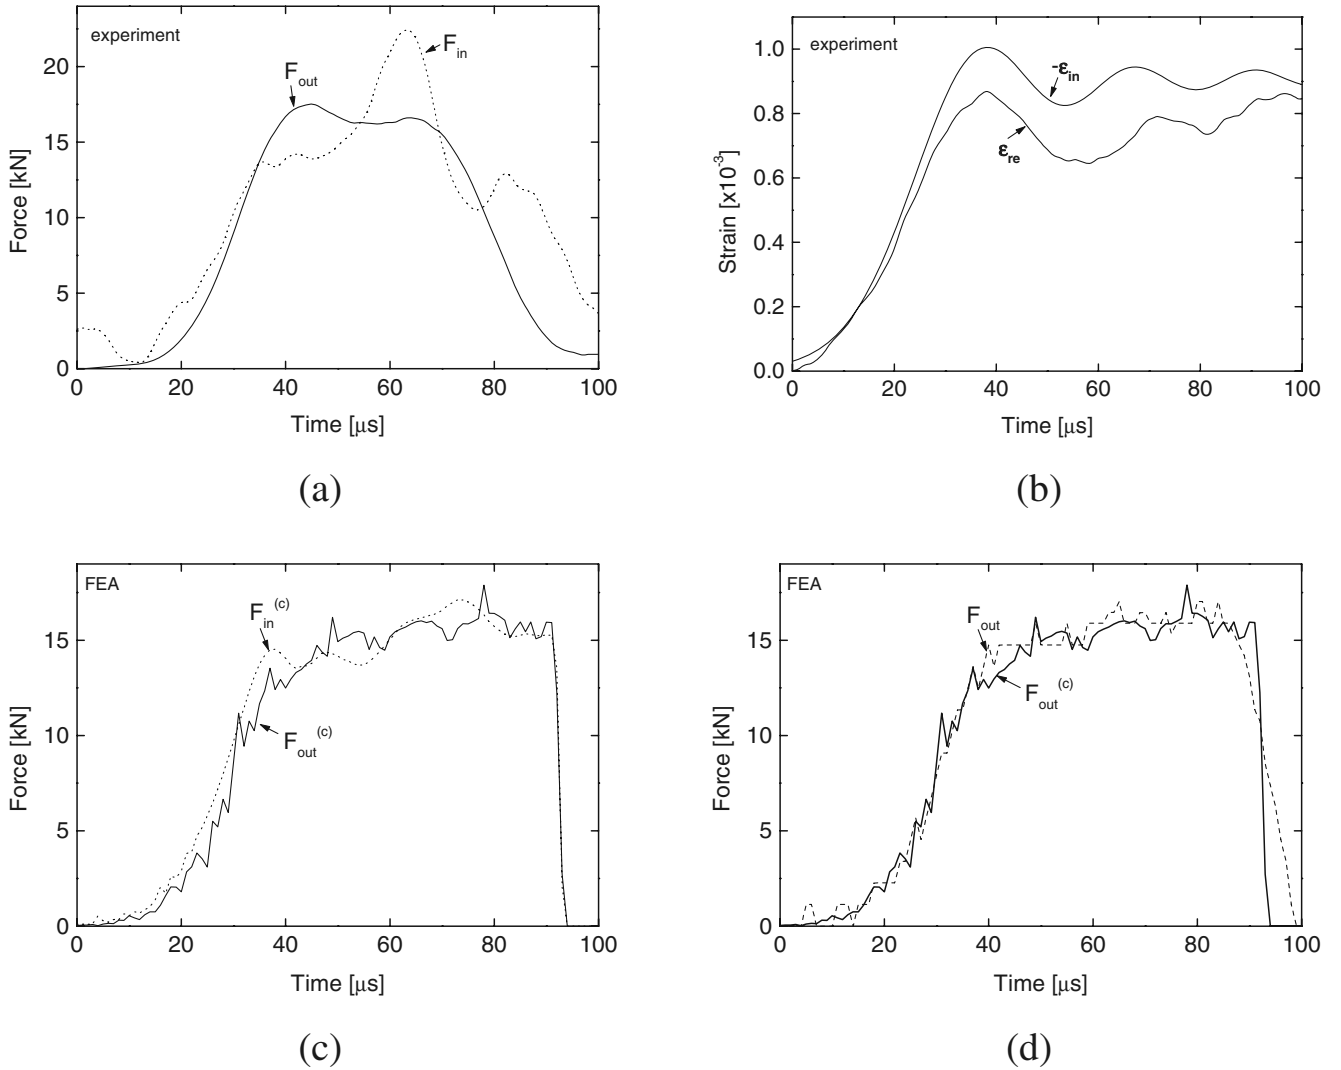 experiment
F_out
F_in
20
15
10
5
0
Force [kN]
0 20 40 60 80 100
Time [μs]
(a)
experiment
-ε_in
ε_re
1.0
0.8
0.6
0.4
0.2
0.0
Strain [x10^-3]
0 20 40 60 80 100
Time [μs]
(b)
FEA
F_in^(c)
F_out^(c)
15
10
5
0
Force [kN]
0 20 40 60 80 100
Time [μs]
(c)
FEA
F_out
F_out^(c)
15
10
5
0
Force [kN]
0 20 40 60 80 100
Time [μs]
(d)